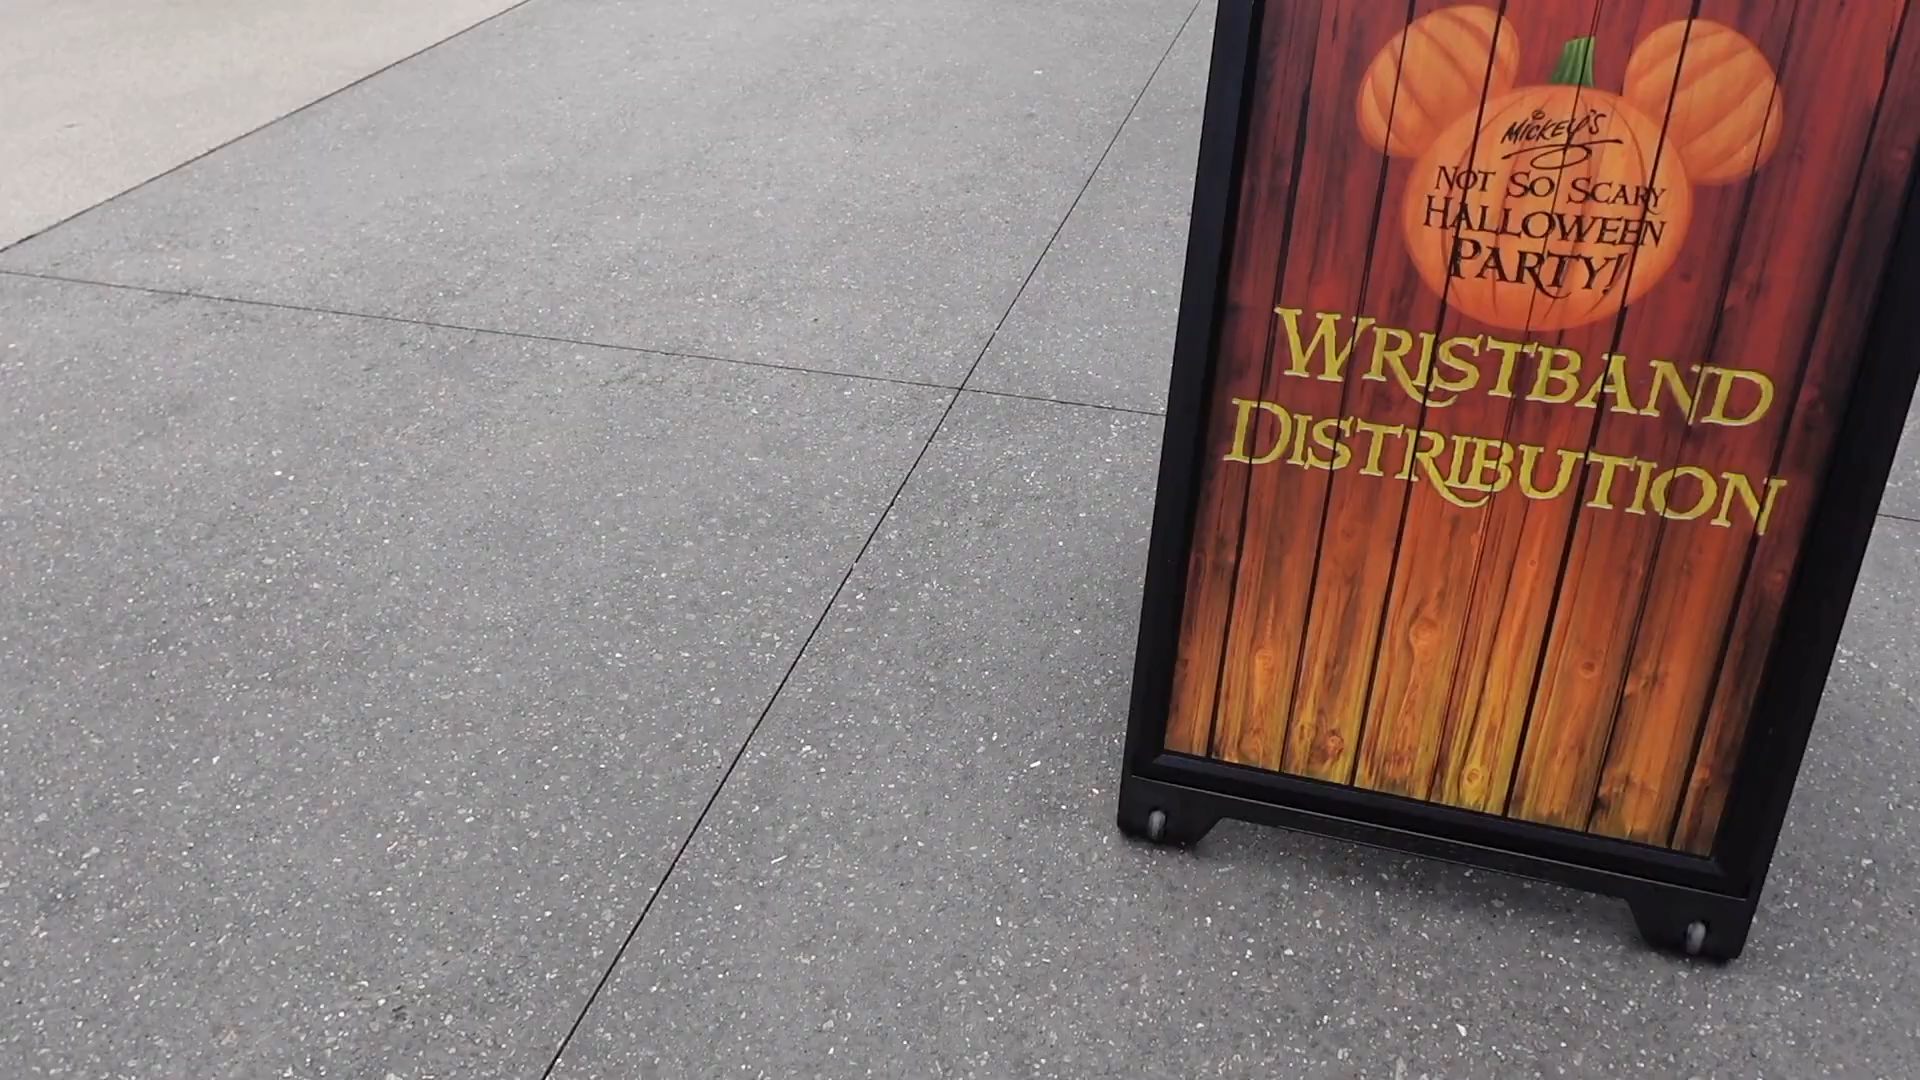 MICKEY'S
NOT SO SCARY
HALLOWEEN
PARTY!
WRISTBAND
DISTRIBUTION